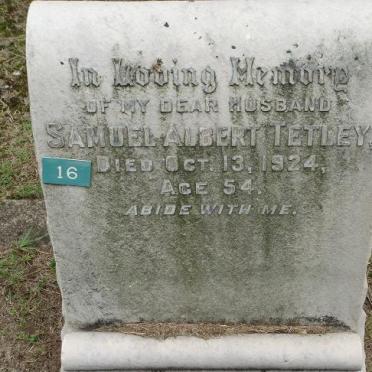 In Loving Memory
OF MY DEAR HUSBAND
SAMUEL ALBERT TETLEY,
DIED OCT. 13, 1924,
AGE 54.
ABIDE WITH ME.
16